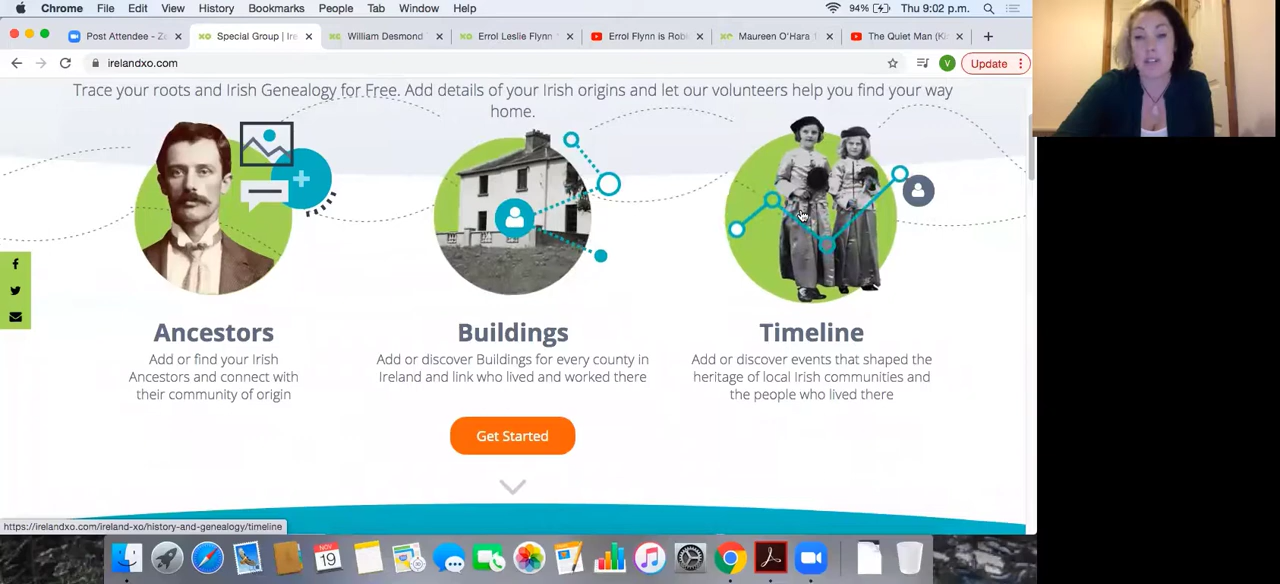 Chrome File Edit View History Bookmarks People Tab Window Help 94% Thu 9:02 p.m.
Post Attendee - Z Special Group | Ire William Desmond Errol Leslie Flynn Errol Flynn is Rob Maureen O'Hara The Quiet Man (Ki
irelandxo.com V Update
Trace your roots and Irish Genealogy for Free. Add details of your Irish origins and let our volunteers help you find your way
home.
Ancestors
Add or find your Irish
Ancestors and connect with
their community of origin
Buildings
Add or discover Buildings for every county in
Ireland and link who lived and worked there
Timeline
Add or discover events that shaped the
heritage of local Irish communities and
the people who lived there
Get Started
https://irelandxo.com/ireland-xo/history-and-genealogy/timeline
NOV
19